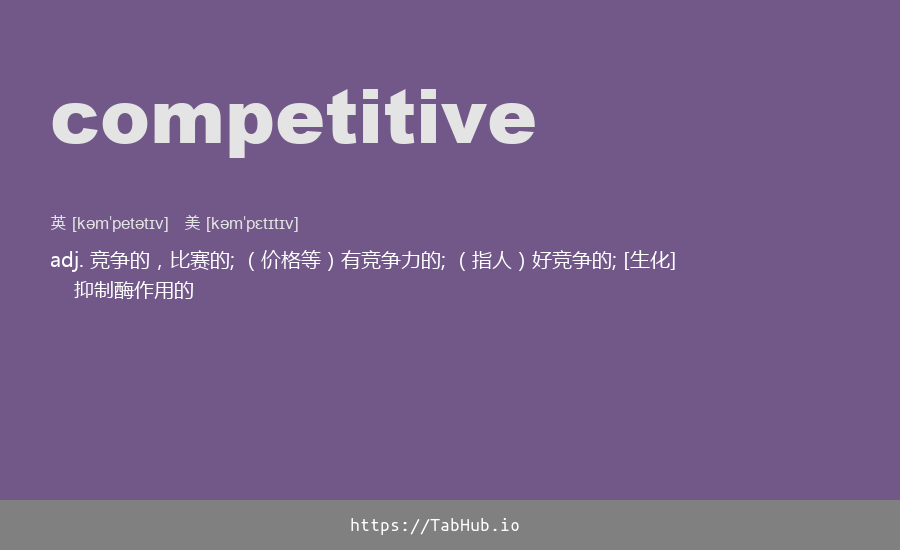 competitive
英 [kəmˈpetətɪv] 美 [kəmˈpɛtɪtɪv]
adj. 竞争的，比赛的; （价格等）有竞争力的; （指人）好竞争的; [生化]
抑制酶作用的
https://TabHub.io